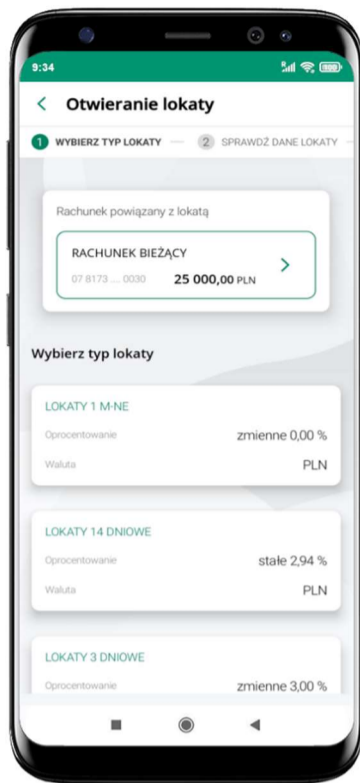 9:34
Otwieranie lokaty
1 WYBIERZ TYP LOKATY 2 SPRAWDŹ DANE LOKATY
Rachunek powiązany z lokatą
RACHUNEK BIEŻĄCY
07 8173 .... 0030 25 000,00 PLN
Wybierz typ lokaty
LOKATY 1 M-NE
Oprocentowanie zmienne 0,00 %
Waluta PLN
LOKATY 14 DNIOWE
Oprocentowanie stałe 2,94 %
Waluta PLN
LOKATY 3 DNIOWE
Oprocentowanie zmienne 3,00 %